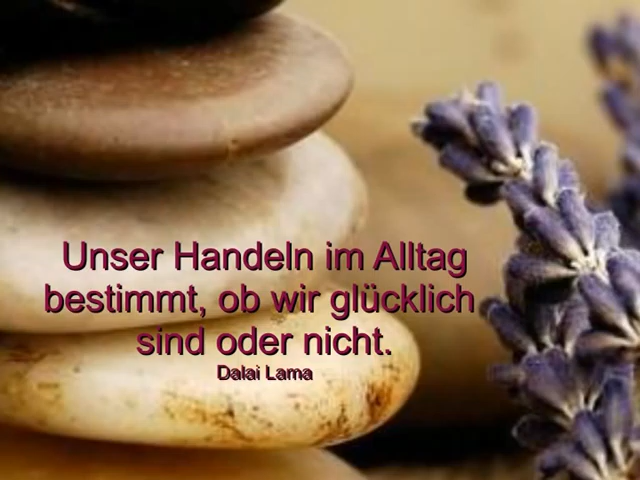 Unser Handeln im Alltag
bestimmt, ob wir glücklich
sind oder nicht.
Dalai Lama